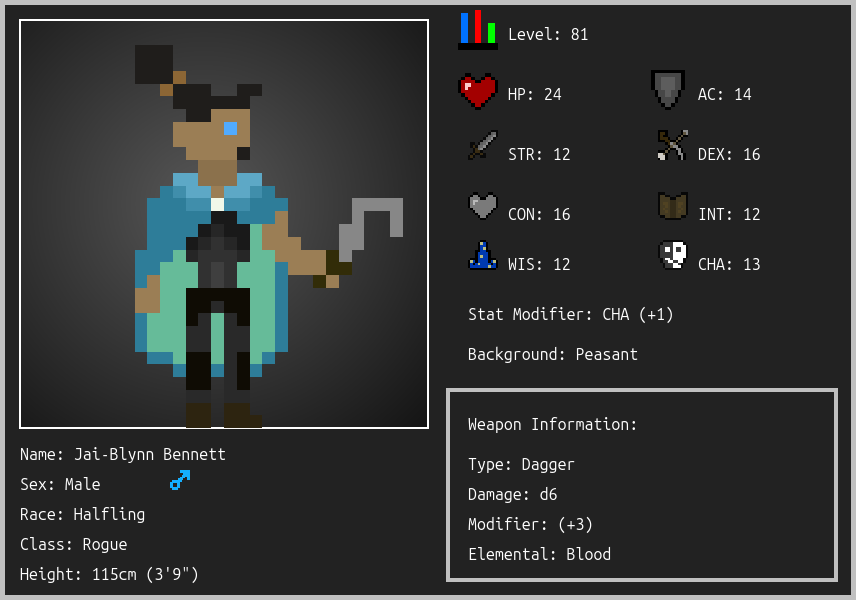 Level: 81
HP: 24
AC: 14
STR: 12
DEX: 16
CON: 16
INT: 12
WIS: 12
CHA: 13
Stat Modifier: CHA (+1)
Background: Peasant
Weapon Information:
Type: Dagger
Damage: d6
Modifier: (+3)
Elemental: Blood
Name: Jai-Blynn Bennett
Sex: Male
Race: Halfling
Class: Rogue
Height: 115cm (3'9")